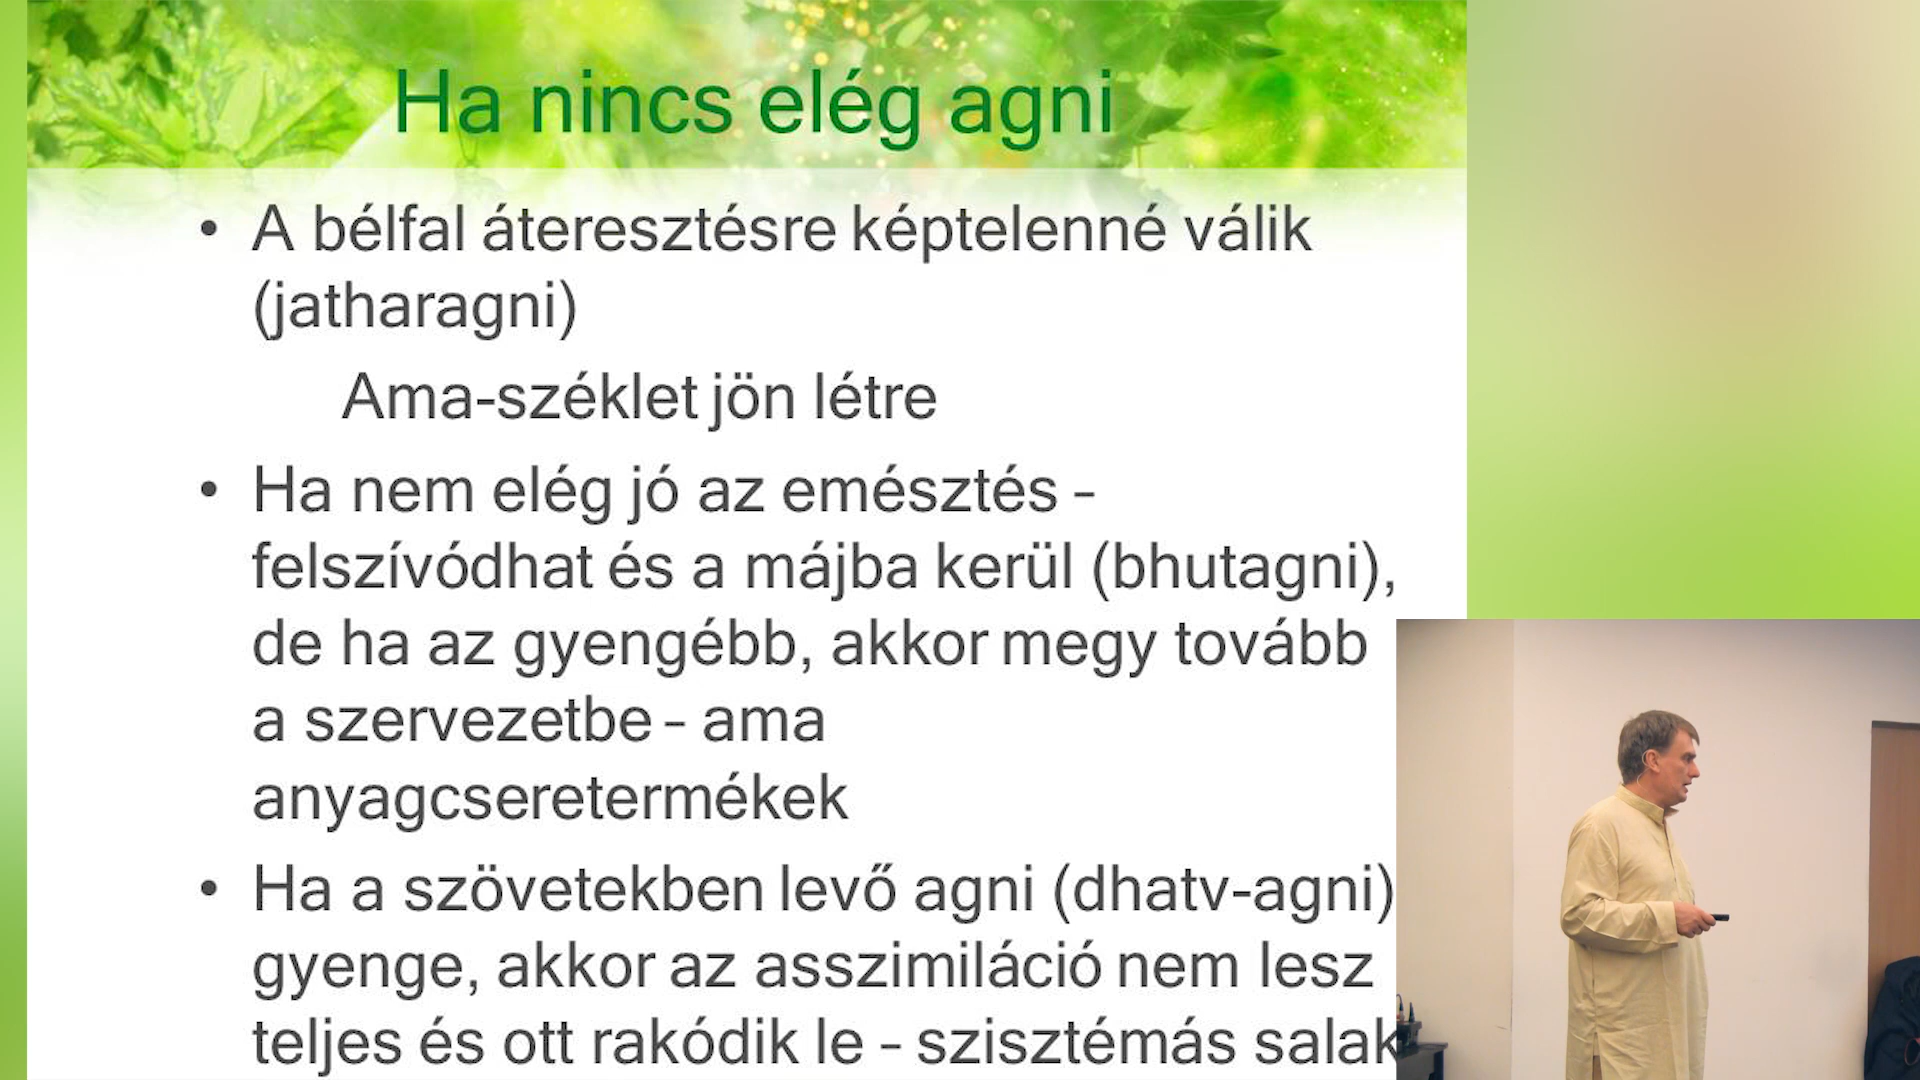 Ha nincs elég agni
• A bélfal áteresztésre képtelenné válik
(jatharagni)
Ama-széklet jön létre
• Ha nem elég jó az emésztés –
felszívódhat és a májba kerül (bhutagni),
de ha az gyengébb, akkor megy tovább
a szervezetbe – ama
anyagcseretermékek
• Ha a szövetekben levő agni (dhatv-agni)
gyenge, akkor az asszimiláció nem lesz
teljes és ott rakódik le – szisztémás salak